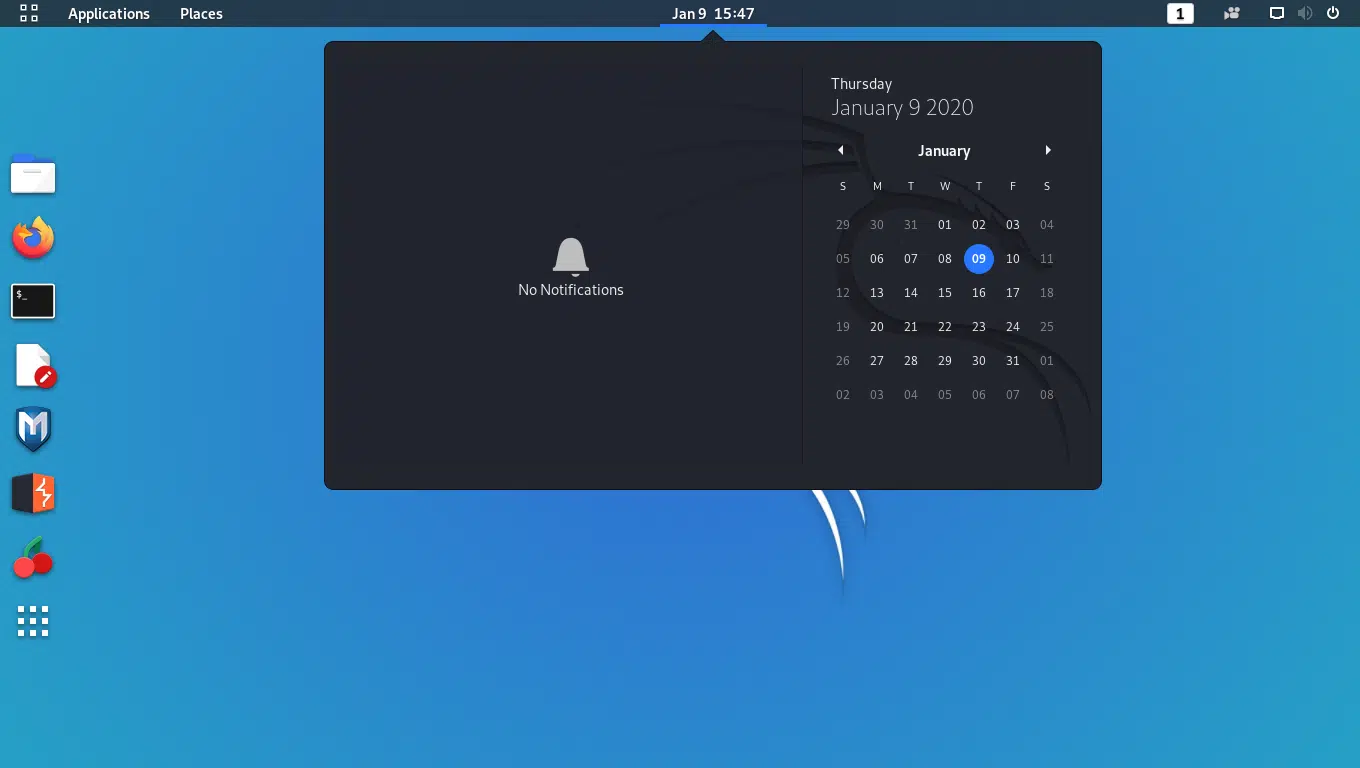 Applications Places Jan 9 15:47 1
Thursday
January 9 2020
January
S M T W T F S
29 30 31 01 02 03 04
$_
No Notifications
05 06 07 08 09 10 11
12 13 14 15 16 17 18
19 20 21 22 23 24 25
26 27 28 29 30 31 01
02 03 04 05 06 07 08